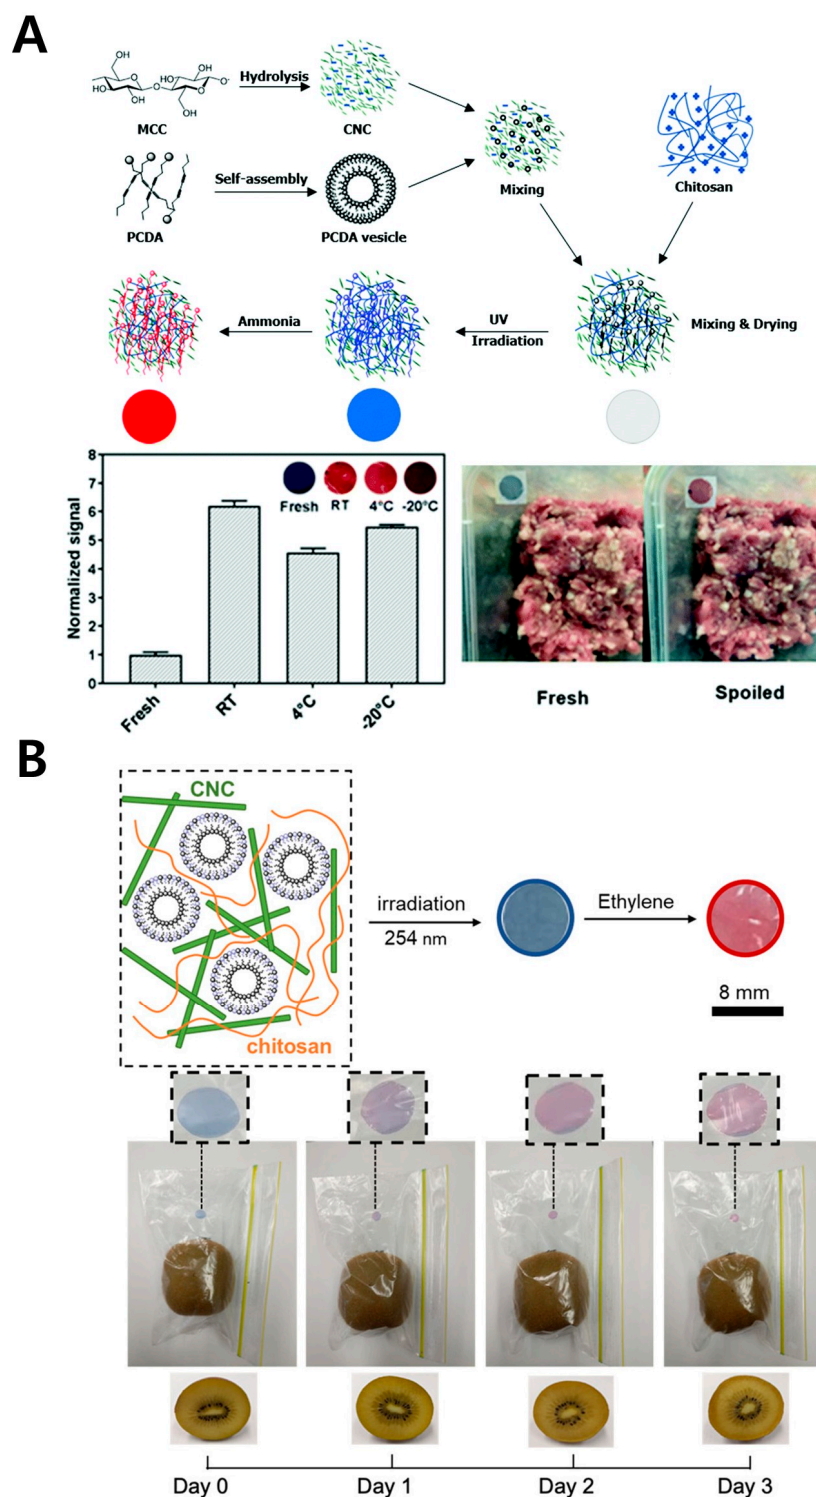 A
Hydrolysis
MCC
CNC
Mixing
Chitosan
Self-assembly
PCDA
PCDA vesicle
Ammonia
UV
Irradiation
Mixing & Drying
Normalized signal
8
7
6
5
4
3
2
1
0
Fresh RT 4°C -20°C
Fresh RT 4°C -20°C
Fresh Spoiled
B
CNC
chitosan
irradiation
254 nm
Ethylene
8 mm
Day 0 Day 1 Day 2 Day 3